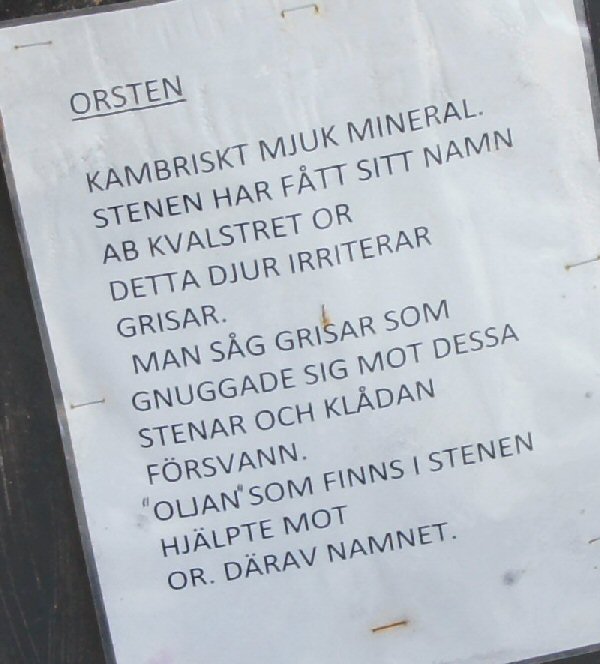 ORSTEN
KAMBRISKT MJUK MINERAL.
STENEN HAR FÅTT SITT NAMN
AB KVALSTRET OR
DETTA DJUR IRRITERAR
GRISAR.
MAN SÅG GRISAR SOM
GNUGGADE SIG MOT DESSA
STENAR OCH KLÅDAN
FÖRSVANN.
"OLJAN" SOM FINNS I STENEN
HJÄLPTE MOT
OR. DÄRAV NAMNET.